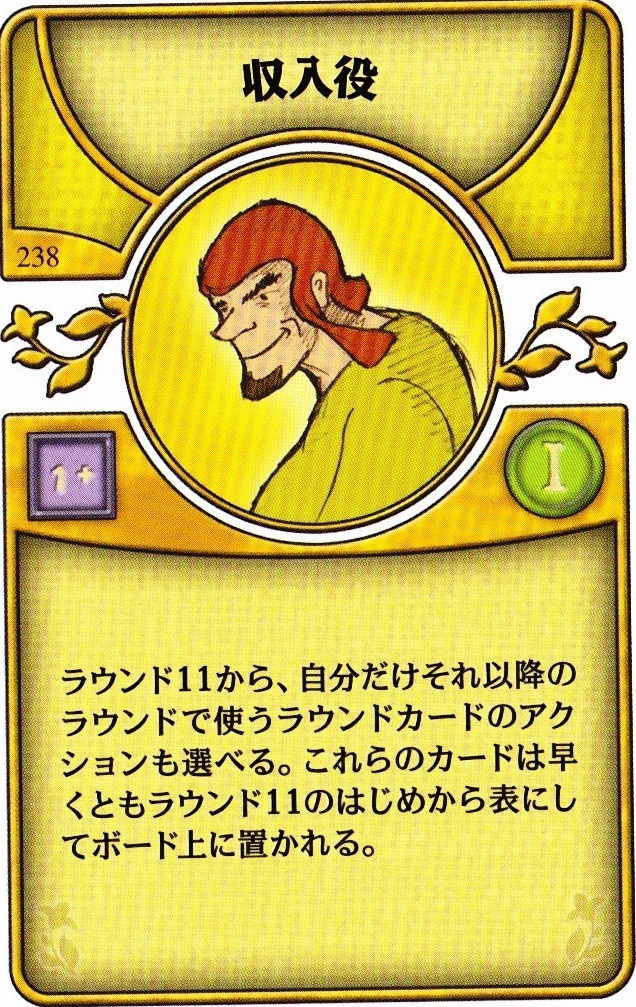 収入役
238
1+
I
ラウンド11から、自分だけそれ以降の
ラウンドで使うラウンドカードのアク
ションも選べる。これらのカードは早
くともラウンド11のはじめから表にし
てボード上に置かれる。